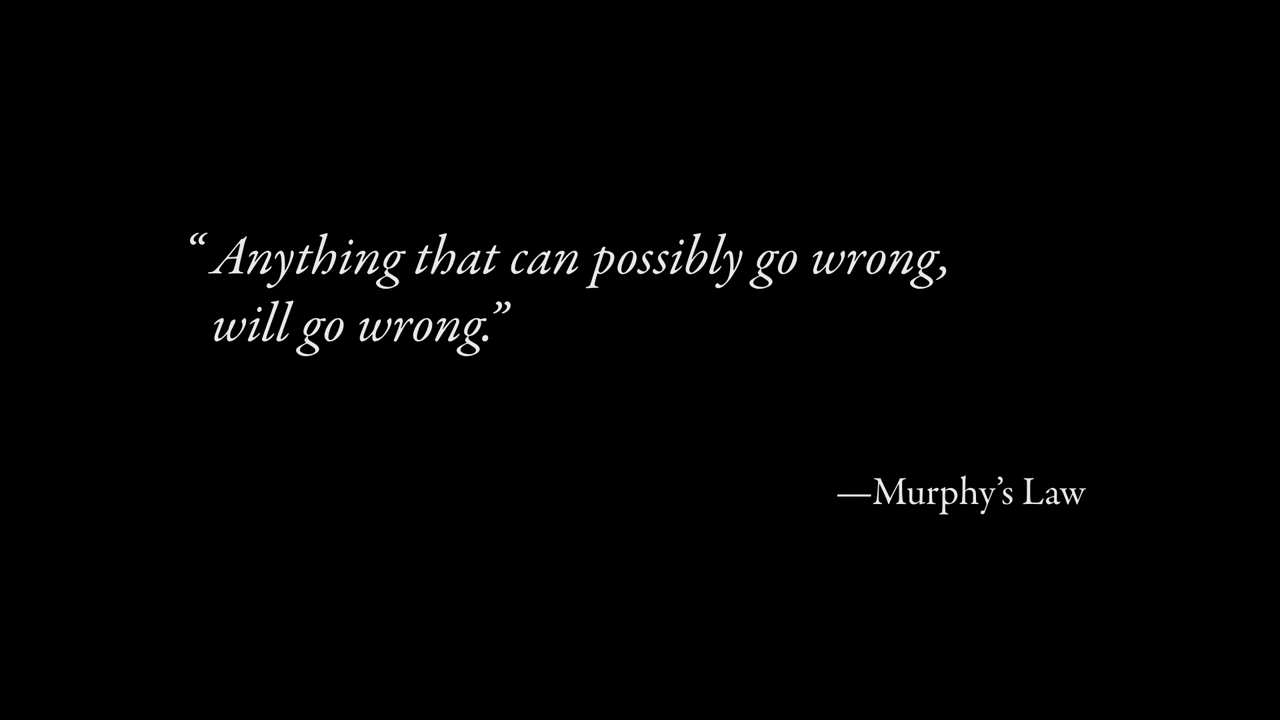 “Anything that can possibly go wrong,
will go wrong.”
—Murphy’s Law